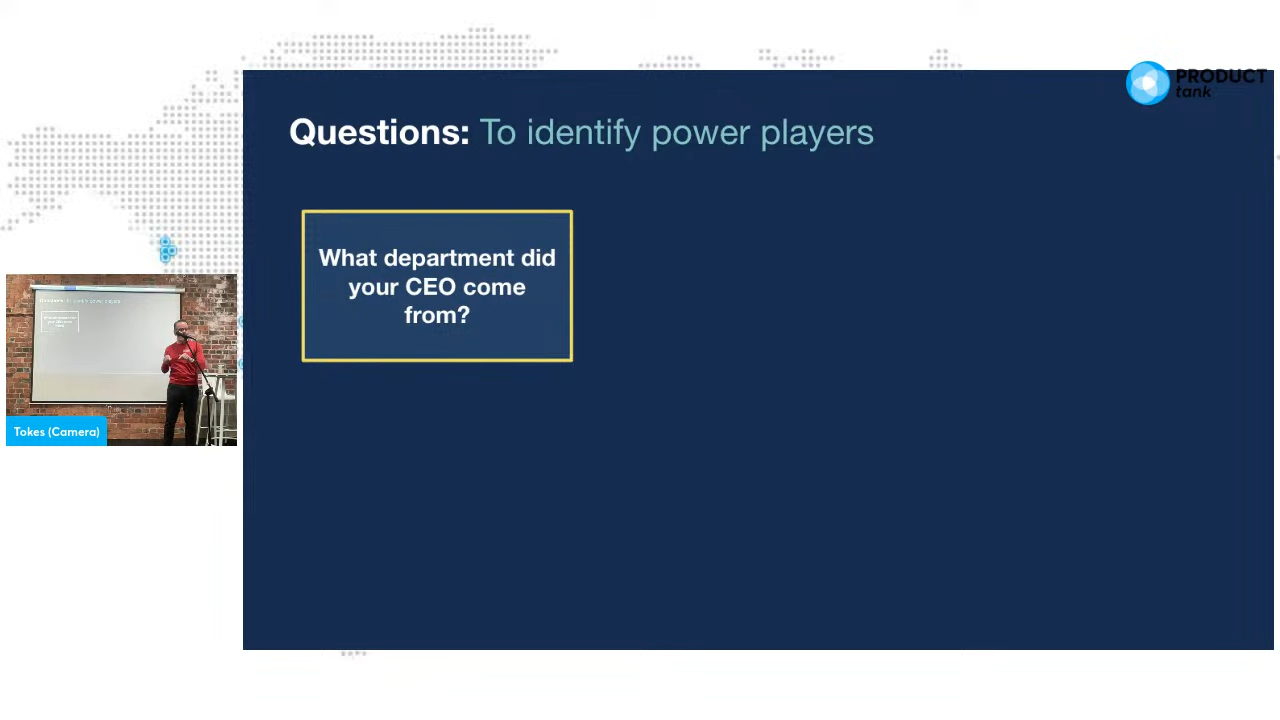 PRODUCT
tank
Questions: To identify power players
What department did
your CEO come
from?
Tokes (Camera)